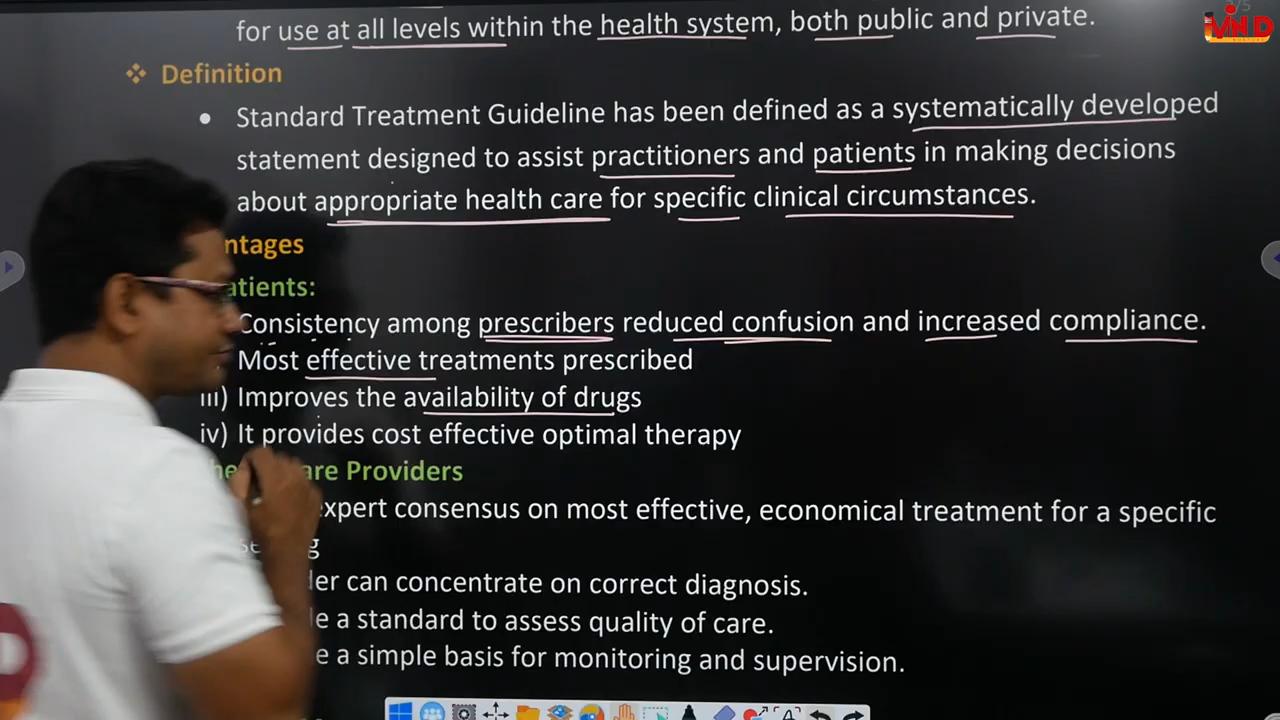 for use at all levels within the health system, both public and private.
/5
❖ Definition
• Standard Treatment Guideline has been defined as a systematically developed
statement designed to assist practitioners and patients in making decisions
about appropriate health care for specific clinical circumstances.
ntages
atients:
Consistency among prescribers reduced confusion and increased compliance.
Most effective treatments prescribed
iii) Improves the availability of drugs
iv) It provides cost effective optimal therapy
are Providers
expert consensus on most effective, economical treatment for a specific
can concentrate on correct diagnosis.
a standard to assess quality of care.
a simple basis for monitoring and supervision.